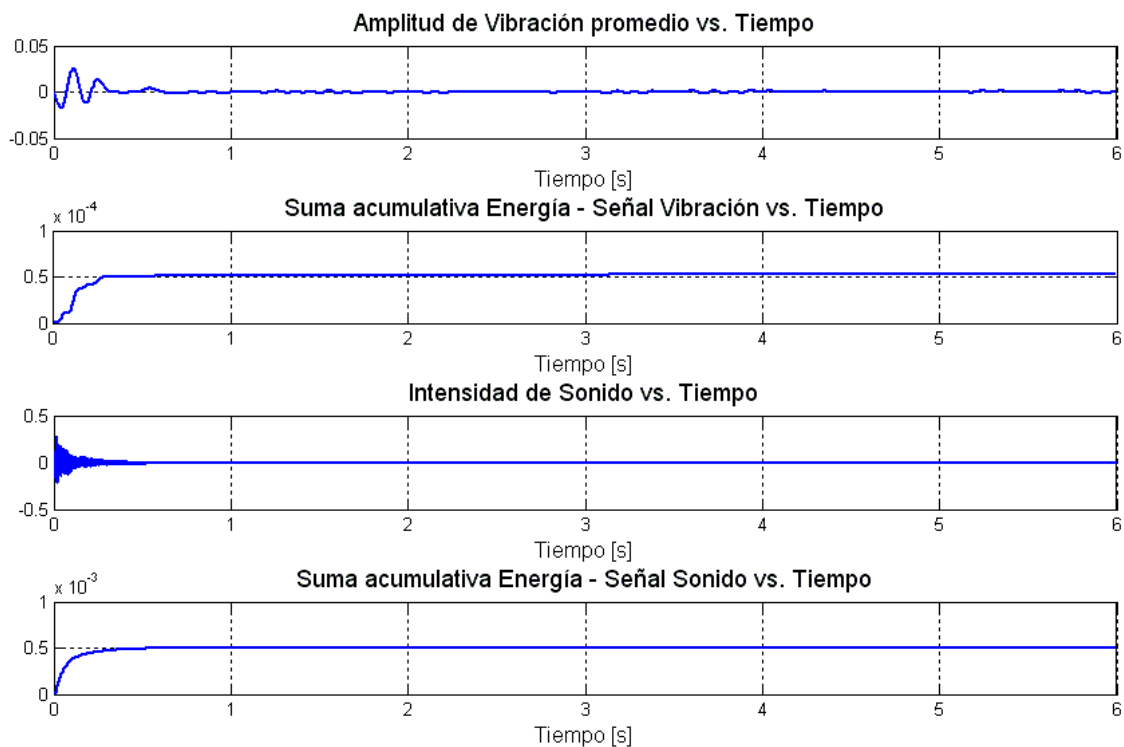 Amplitud de Vibración promedio vs. Tiempo
0.05
0
-0.05
0 1 2 3 4 5 6
Tiempo [s]
Suma acumulativa Energía - Señal Vibración vs. Tiempo
x 10^-4
1
0.5
0
0 1 2 3 4 5 6
Tiempo [s]
Intensidad de Sonido vs. Tiempo
0.5
0
-0.5
0 1 2 3 4 5 6
Tiempo [s]
Suma acumulativa Energía - Señal Sonido vs. Tiempo
x 10^-3
1
0.5
0
0 1 2 3 4 5 6
Tiempo [s]